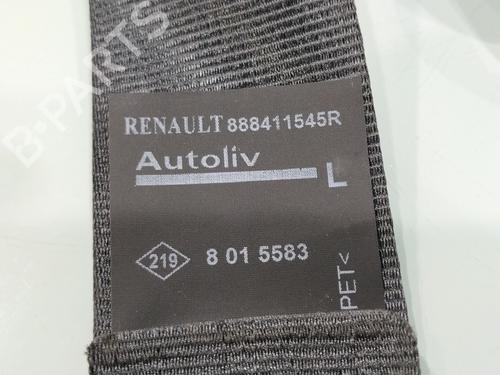 RENAULT 888411545R
Autoliv
L
219
8 01 5583
PET<
B-PARTS